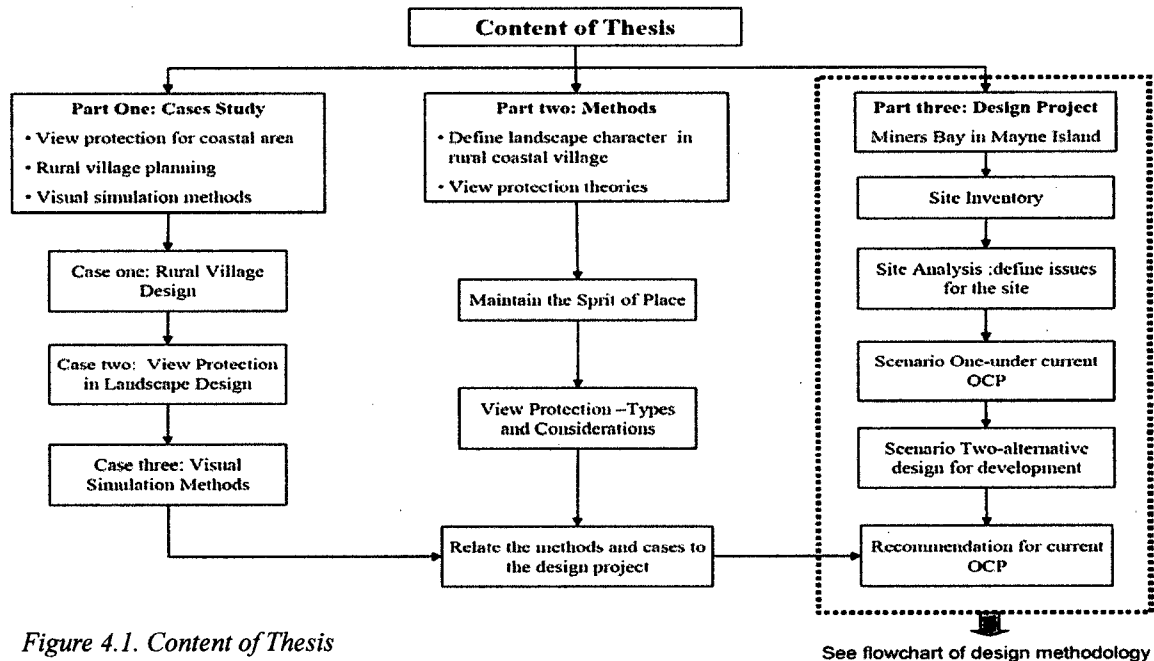 Content of Thesis
Part One: Cases Study
• View protection for coastal area
• Rural village planning
• Visual simulation methods
Case one: Rural Village
Design
Case two: View Protection
in Landscape Design
Case three: Visual
Simulation Methods
Part two: Methods
• Define landscape character in
rural coastal village
• View protection theories
Maintain the Sprit of Place
View Protection –Types
and Considerations
Relate the methods and cases to
the design project
Part three: Design Project
Miners Bay in Mayne Island
Site Inventory
Site Analysis :define issues
for the site
Scenario One-under current
OCP
Scenario Two-alternative
design for development
Recommendation for current
OCP
See flowchart of design methodology
Figure 4.1. Content of Thesis